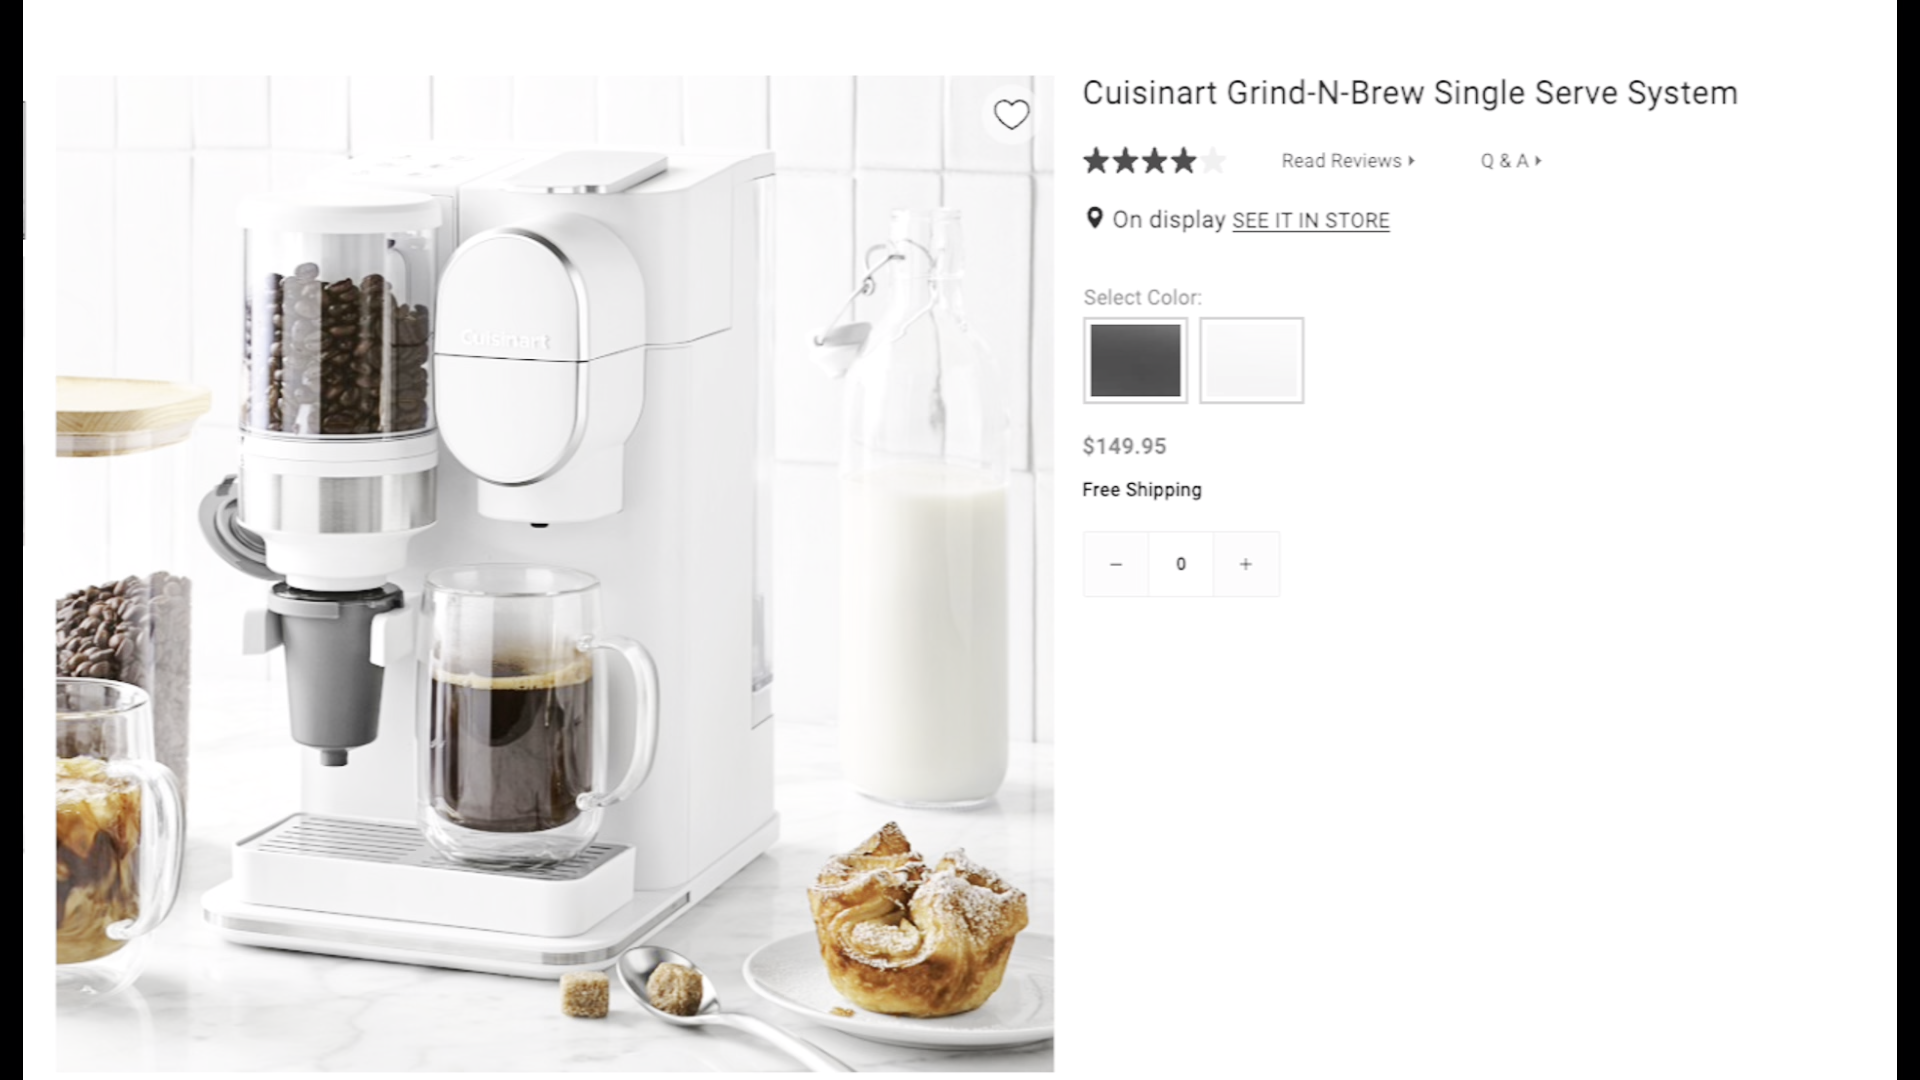 Cuisinart Grind-N-Brew Single Serve System
Read Reviews
Q & A
On display SEE IT IN STORE
Select Color:
Cuisinart
$149.95
Free Shipping
− 0 +